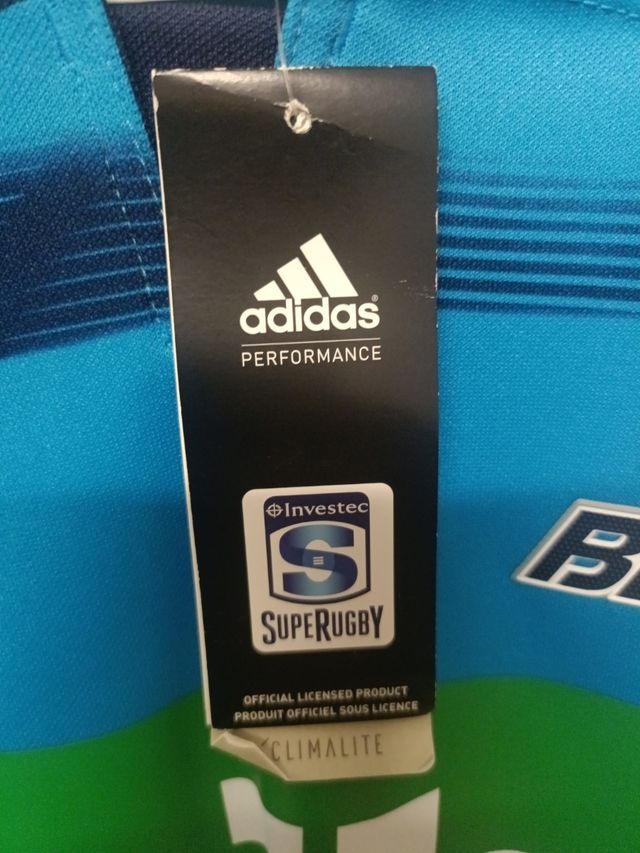 adidas®
PERFORMANCE
Investec
S
SUPERUGBY
OFFICIAL LICENSED PRODUCT
PRODUIT OFFICIEL SOUS LICENCE
CLIMALITE